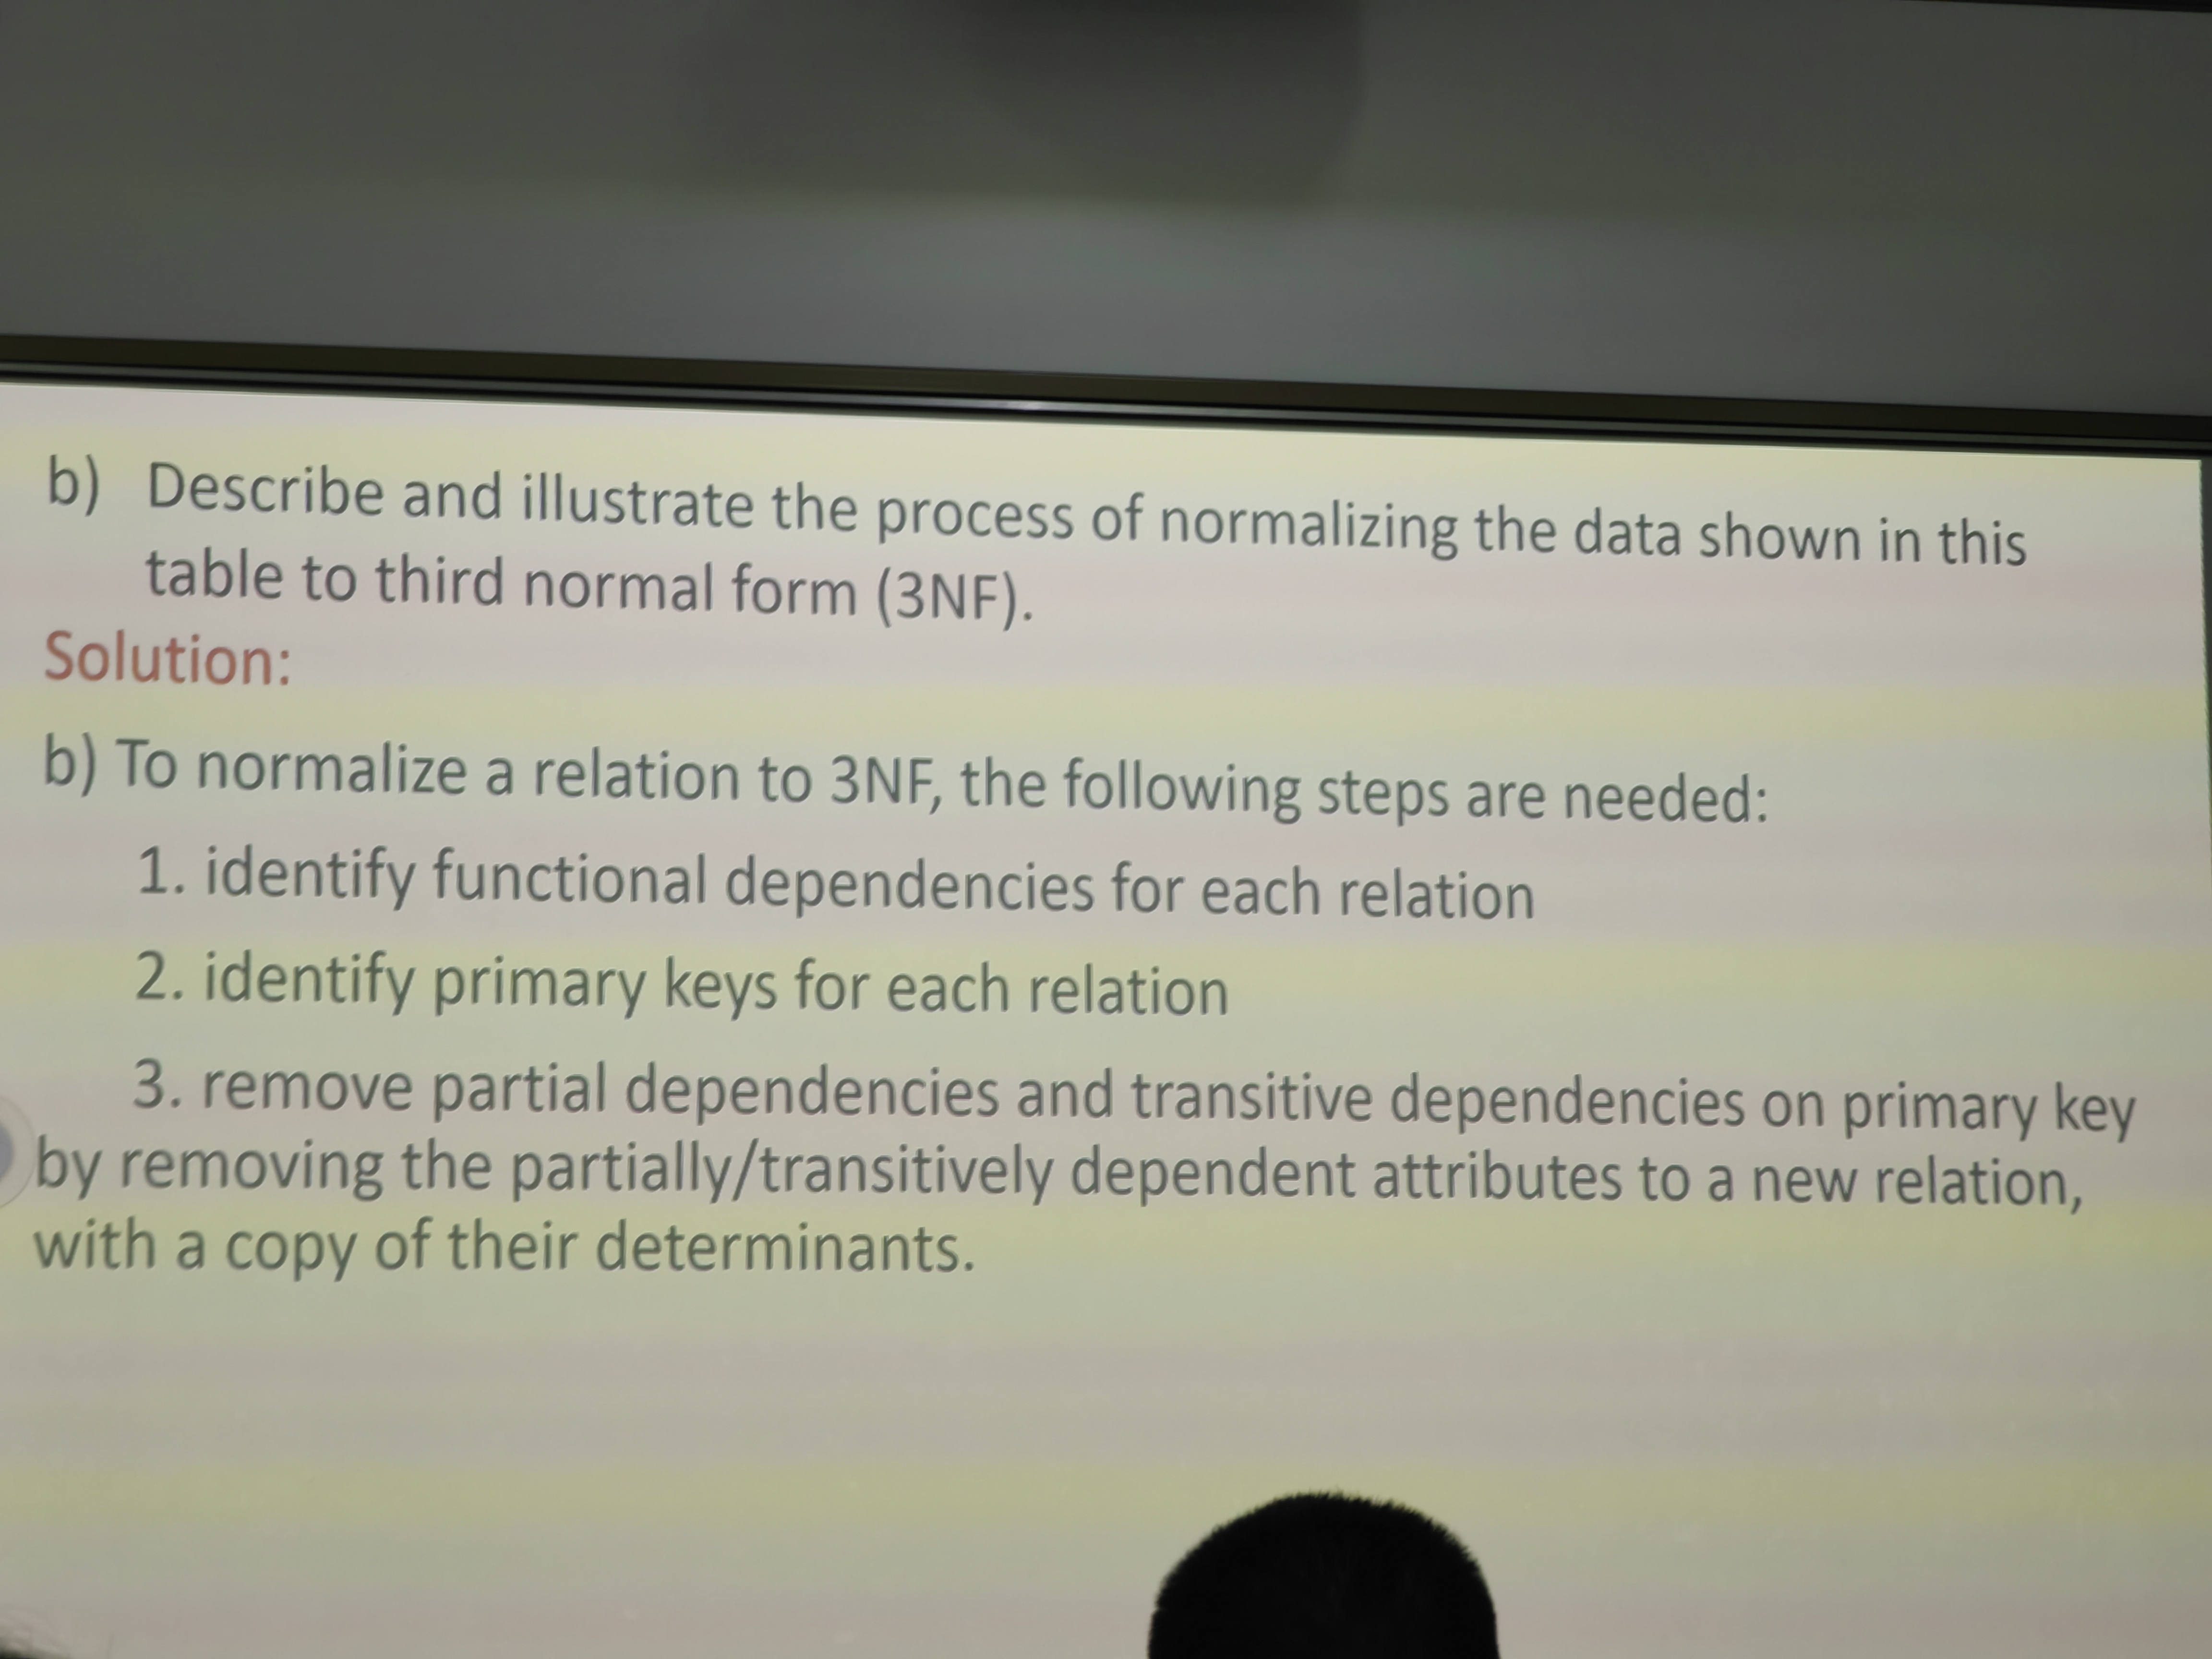 b) Describe and illustrate the process of normalizing the data shown in this
table to third normal form (3NF).
Solution:
b) To normalize a relation to 3NF, the following steps are needed:
1. identify functional dependencies for each relation
2. identify primary keys for each relation
3. remove partial dependencies and transitive dependencies on primary key
by removing the partially/transitively dependent attributes to a new relation,
with a copy of their determinants.